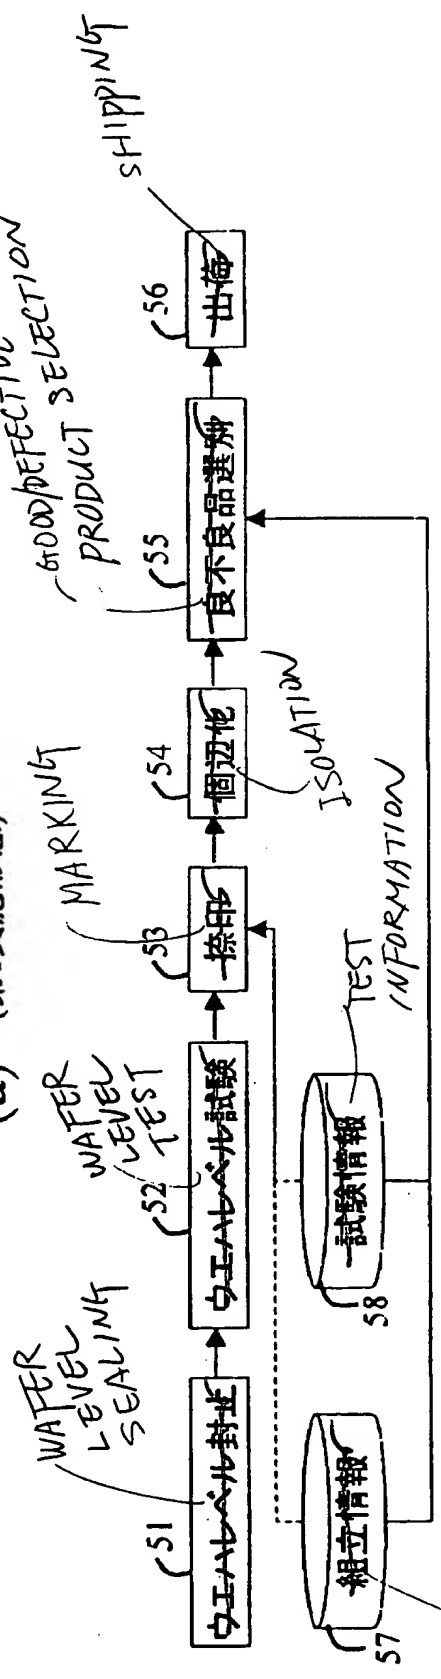 (a)
WAFER
LEVEL
SEALING
51
ウエハレベル封止
WAFER
LEVEL
TEST
52
ウエハレベル試験
MARKING
53
捺印
54
個辺化
ISOLATION
GOOD/DEFECTIVE
PRODUCT SELECTION
55
良不良品選別
SHIPPING
56
出荷
57
組立情報
58
試験情報
TEST
INFORMATION